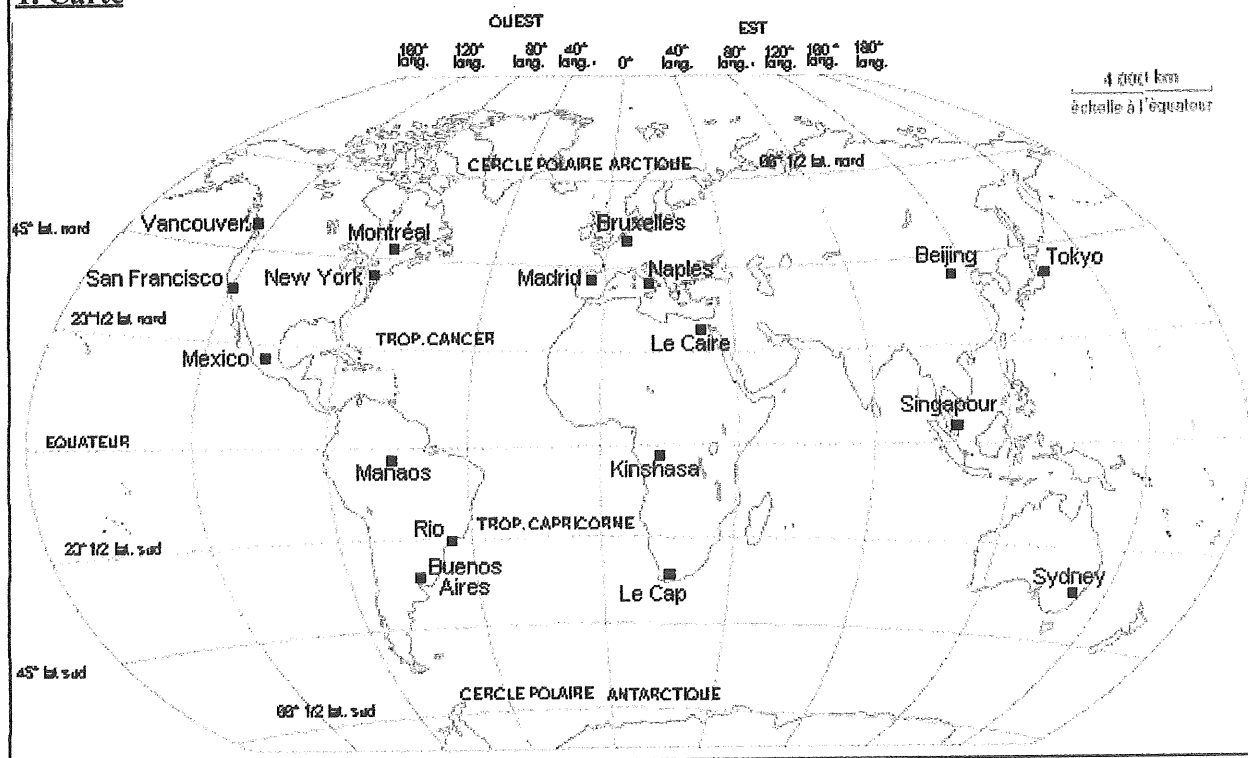 1. Carte
OUEST
EST
160° 120° 80° 40° 0° 40° 80° 120° 160° 180°
long. long. long. long. long. long. long. long. long.
4 000 km
échelle à l'équateur
CERCLE POLAIRE ARCTIQUE
66° 1/2 lat. nord
45° lat. nord
Vancouver
Montréal
Bruxelles
San Francisco
New York
Madrid
Naples
Beijing
Tokyo
23° 1/2 lat. nord
TROP. CANCER
Le Caire
Mexico
Singapour
EQUATEUR
Manaos
Kinshasa
Rio
TROP. CAPRICORNE
23° 1/2 lat. sud
Buenos
Aires
Le Cap
Sydney
45° lat. sud
CERCLE POLAIRE ANTARCTIQUE
66° 1/2 lat. sud